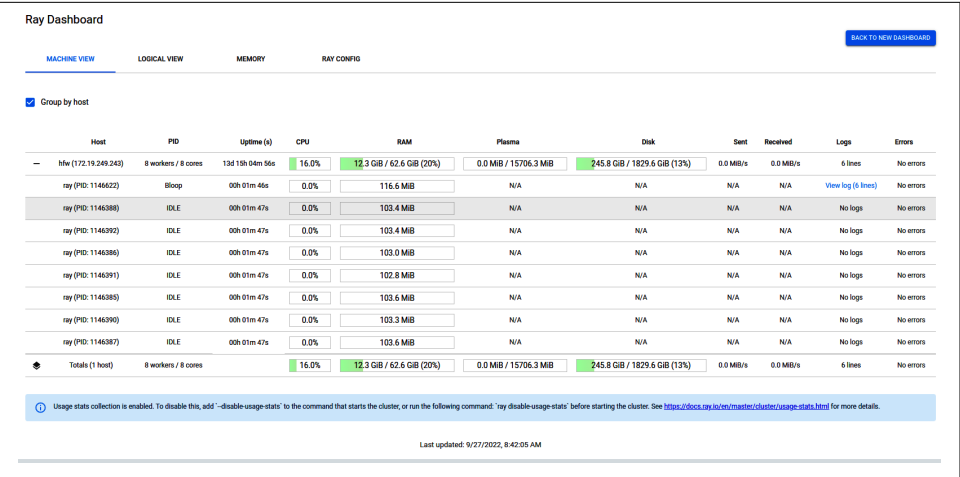 Ray Dashboard
BACK TO NEW DASHBOARD
MACHINE VIEW LOGICAL VIEW MEMORY RAY CONFIG
Group by host
Host PID Uptime (s) CPU RAM Plasma Disk Sent Received Logs Errors
hfw (172.19.249.243) 8 workers / 8 cores 13d 15h 04m 56s 16.0% 12.3 GiB / 62.6 GiB (20%) 0.0 MiB / 15706.3 MiB 245.8 GiB / 1829.6 GiB (13%) 0.0 MiB/s 0.0 MiB/s 6 lines No errors
ray (PID: 1146622) Bloop 00h 01m 46s 0.0% 116.6 MiB N/A N/A N/A N/A View log (6 lines) No errors
ray (PID: 1146388) IDLE 00h 01m 47s 0.0% 103.4 MiB N/A N/A N/A N/A No logs No errors
ray (PID: 1146392) IDLE 00h 01m 47s 0.0% 103.4 MiB N/A N/A N/A N/A No logs No errors
ray (PID: 1146386) IDLE 00h 01m 47s 0.0% 103.0 MiB N/A N/A N/A N/A No logs No errors
ray (PID: 1146391) IDLE 00h 01m 47s 0.0% 102.8 MiB N/A N/A N/A N/A No logs No errors
ray (PID: 1146385) IDLE 00h 01m 47s 0.0% 103.6 MiB N/A N/A N/A N/A No logs No errors
ray (PID: 1146390) IDLE 00h 01m 47s 0.0% 103.3 MiB N/A N/A N/A N/A No logs No errors
ray (PID: 1146387) IDLE 00h 01m 47s 0.0% 103.6 MiB N/A N/A N/A N/A No logs No errors
Totals (1 host) 8 workers / 8 cores 16.0% 12.3 GiB / 62.6 GiB (20%) 0.0 MiB / 15706.3 MiB 245.8 GiB / 1829.6 GiB (13%) 0.0 MiB/s 0.0 MiB/s 6 lines No errors
Usage stats collection is enabled. To disable this, add `--disable-usage-stats` to the command that starts the cluster, or run the following command: `ray disable-usage-stats` before starting the cluster. See https://docs.ray.io/en/master/cluster/usage-stats.html for more details.
Last updated: 9/27/2022, 8:42:05 AM